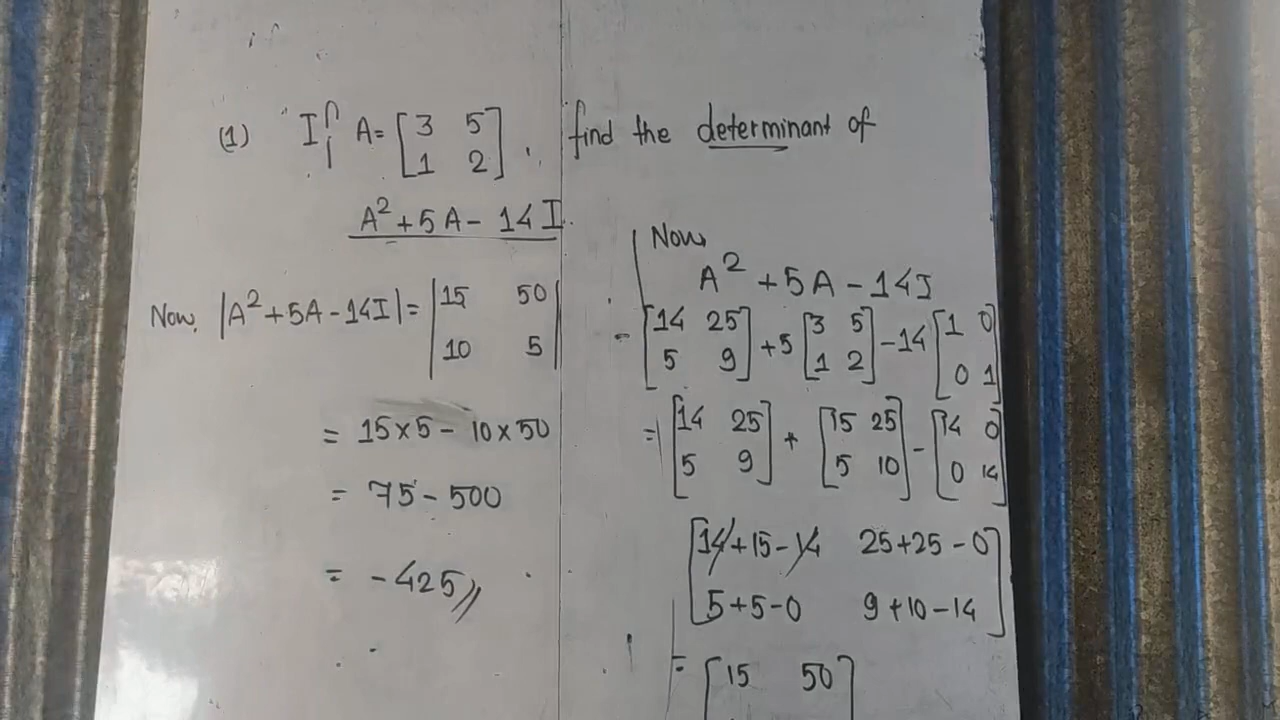 (1) If A = [3 5
1 2], find the determinant of
A² + 5A - 14I.
Now, |A² + 5A - 14I| = |15 50
10 5|
= 15 × 5 - 10 × 50
= 75 - 500
= -425
Now
A² + 5A - 14I
= [14 25
5 9] + 5 [3 5
1 2] - 14 [1 0
0 1]
= [14 25
5 9] + [15 25
5 10] - [14 0
0 14]
[14 + 15 - 14 25 + 25 - 0
5 + 5 - 0 9 + 10 - 14]
= [15 50]